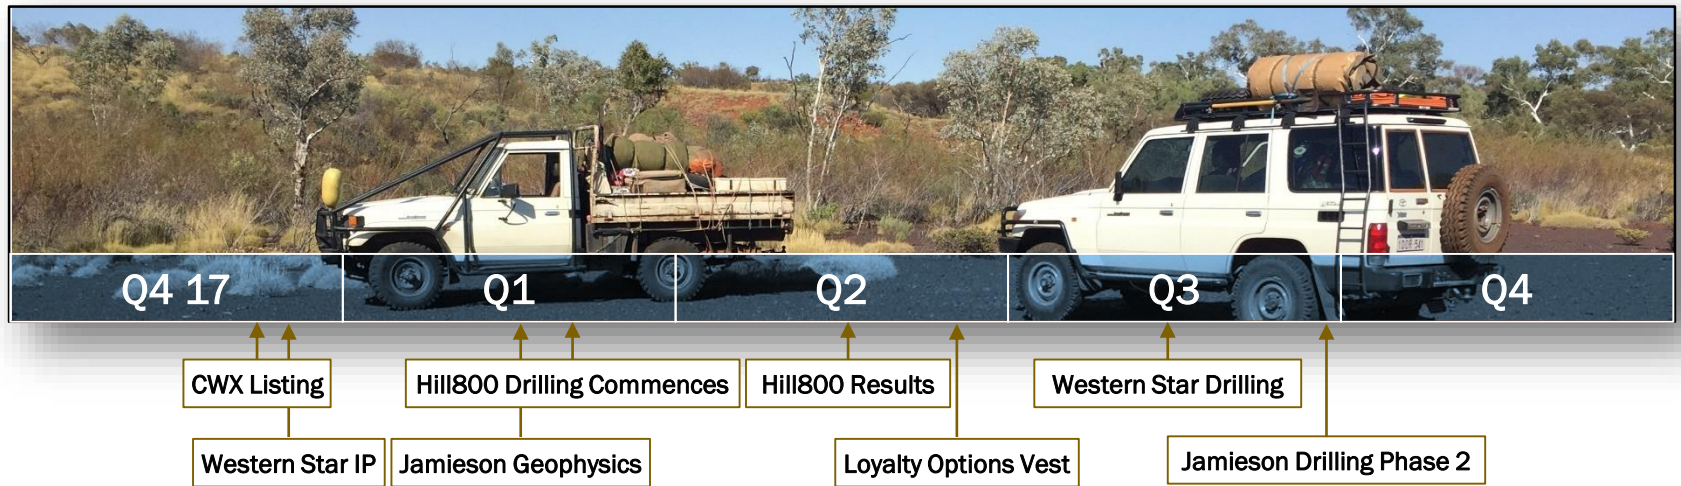 Q4 17
Q1
Q2
Q3
Q4
CWX Listing
Hill800 Drilling Commences
Hill800 Results
Western Star Drilling
Western Star IP
Jamieson Geophysics
Loyalty Options Vest
Jamieson Drilling Phase 2